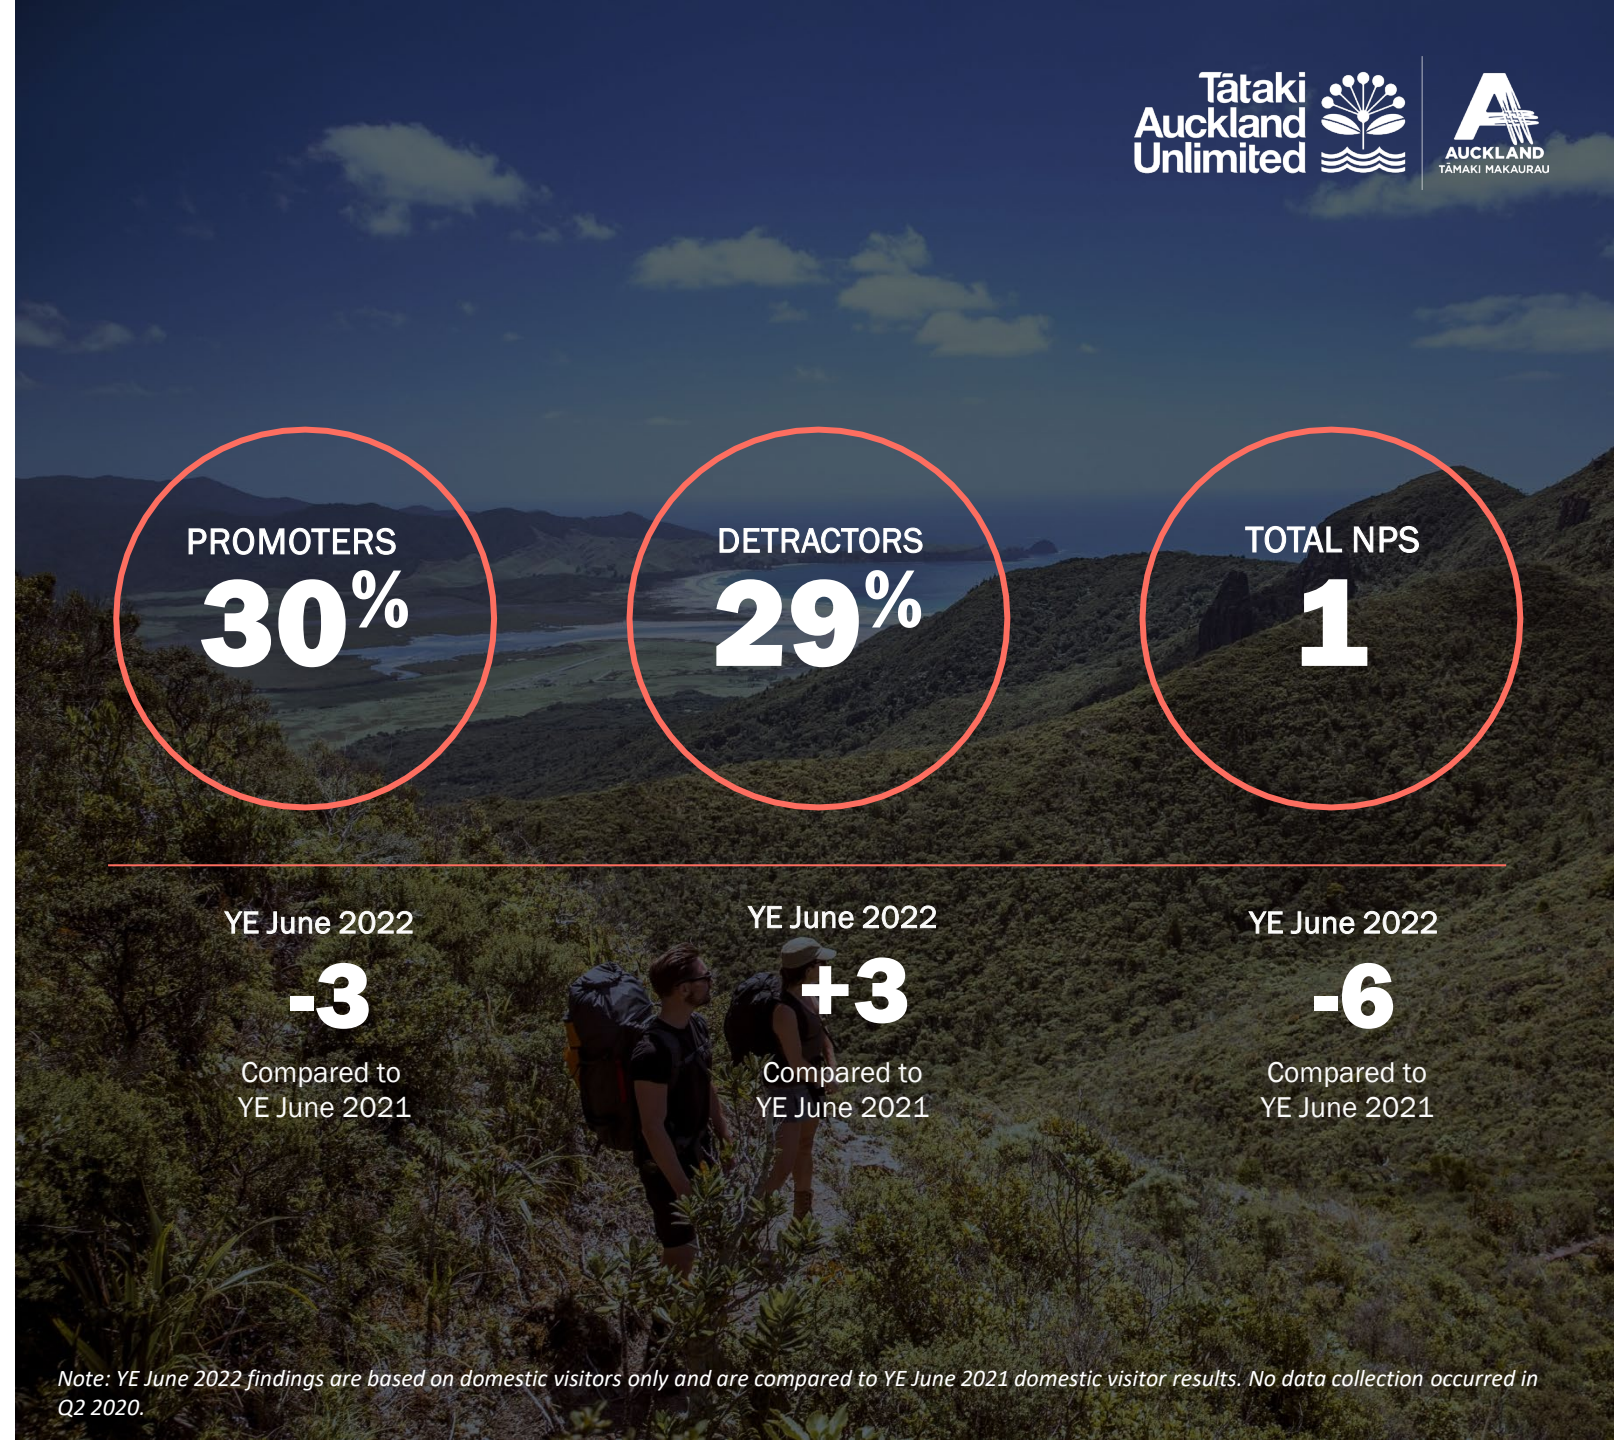 Tātaki
Auckland
Unlimited
AUCKLAND
TĀMAKI MAKAURAU
PROMOTERS
30%
DETRACTORS
29%
TOTAL NPS
1
YE June 2022
-3
Compared to
YE June 2021
YE June 2022
+3
Compared to
YE June 2021
YE June 2022
-6
Compared to
YE June 2021
Note: YE June 2022 findings are based on domestic visitors only and are compared to YE June 2021 domestic visitor results. No data collection occurred in
Q2 2020.